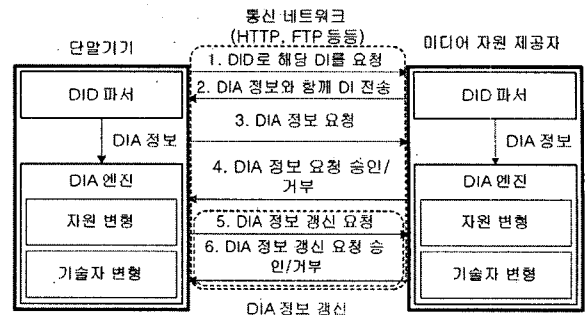 통신 네트워크
(HTTP, FTP 등등)
단말기기
미디어 자원 제공자
1. DID로 해당 DI를 요청
2. DIA 정보와 함께 DI 전송
3. DIA 정보 요청
4. DIA 정보 요청 승인/
거부
5. DIA 정보 갱신 요청
6. DIA 정보 갱신 요청 승
인/거부
DIA 정보 갱신
DID 파서
DIA 정보
DIA 엔진
자원 변형
기술자 변형
DID 파서
DIA 정보
DIA 엔진
자원 변형
기술자 변형